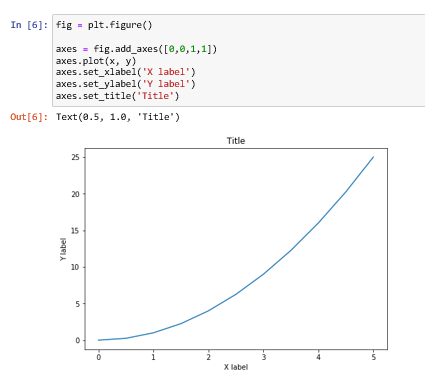 In [6]: fig = plt.figure()
axes = fig.add_axes([0,0,1,1])
axes.plot(x, y)
axes.set_xlabel('X label')
axes.set_ylabel('Y label')
axes.set_title('Title')
Out[6]: Text(0.5, 1.0, 'Title')
Title
25
20
15
10
5
0
Y label
0 1 2 3 4 5
X label